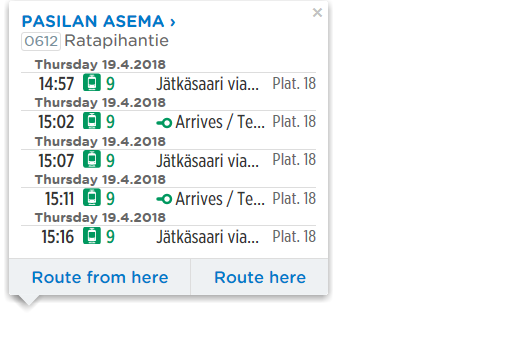 PASILAN ASEMA ›
×
0612 Ratapihantie
Thursday 19.4.2018
14:57 9 Jätkäsaari via... Plat. 18
Thursday 19.4.2018
15:02 9 Arrives / Te... Plat. 18
Thursday 19.4.2018
15:07 9 Jätkäsaari via... Plat. 18
Thursday 19.4.2018
15:11 9 Arrives / Te... Plat. 18
Thursday 19.4.2018
15:16 9 Jätkäsaari via... Plat. 18
Route from here Route here